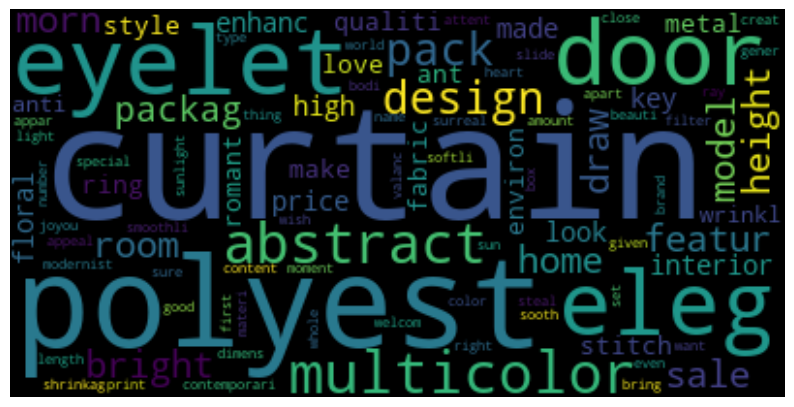 morn style enhanc qualiti attent made metal close creat
eyelet type world love pack slide door gener
anti packag high ant design heart apart key
appar light bodi thing name surreal amount beauti filter ray
curtain
number special sunlight romant make softli fabric valanc environ draw model height
floral ring price box brand wrinkl
joyou smoothli wish sun look given featur
room abstract home interior
appeal modernist sure content moment
polyest eleg
good first materi whole color welcom steal sooth set want
length bright dimens right stitch even sale
shrinkag print contemporari multicolor bring